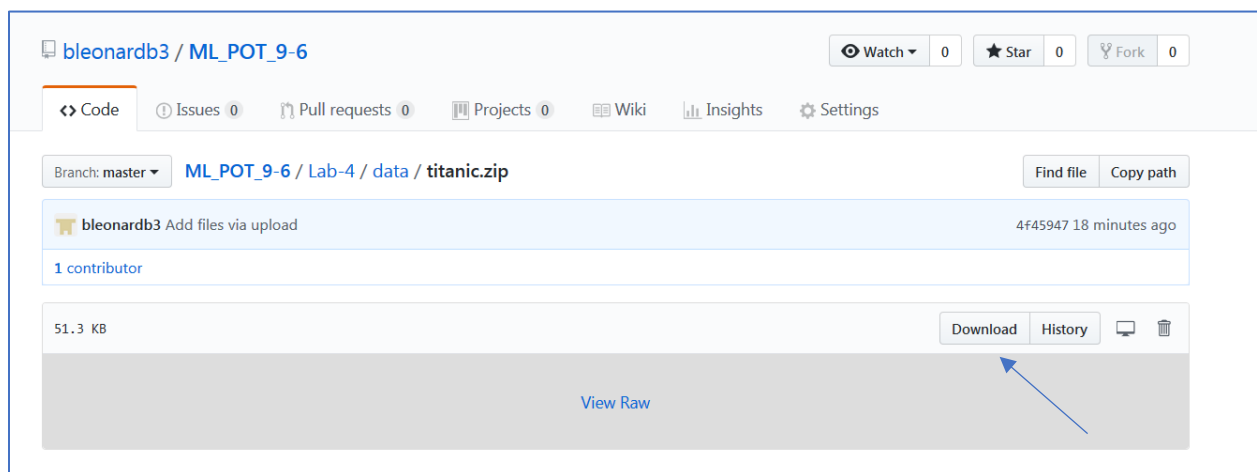 bleonardb3 / ML_POT_9-6 Watch 0 Star 0 Fork 0
Code Issues 0 Pull requests 0 Projects 0 Wiki Insights Settings
Branch: master ML_POT_9-6 / Lab-4 / data / titanic.zip Find file Copy path
bleonardb3 Add files via upload 4f45947 18 minutes ago
1 contributor
51.3 KB Download History
View Raw